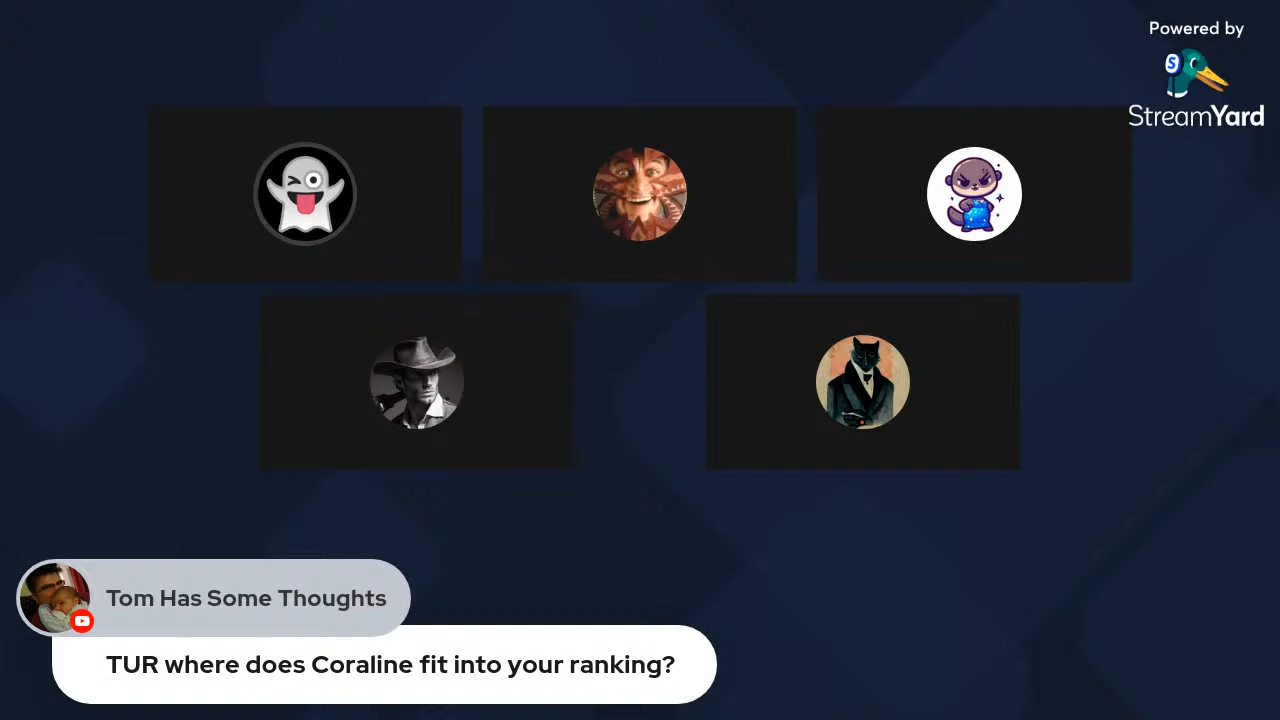 Powered by
StreamYard
Tom Has Some Thoughts
TUR where does Coraline fit into your ranking?